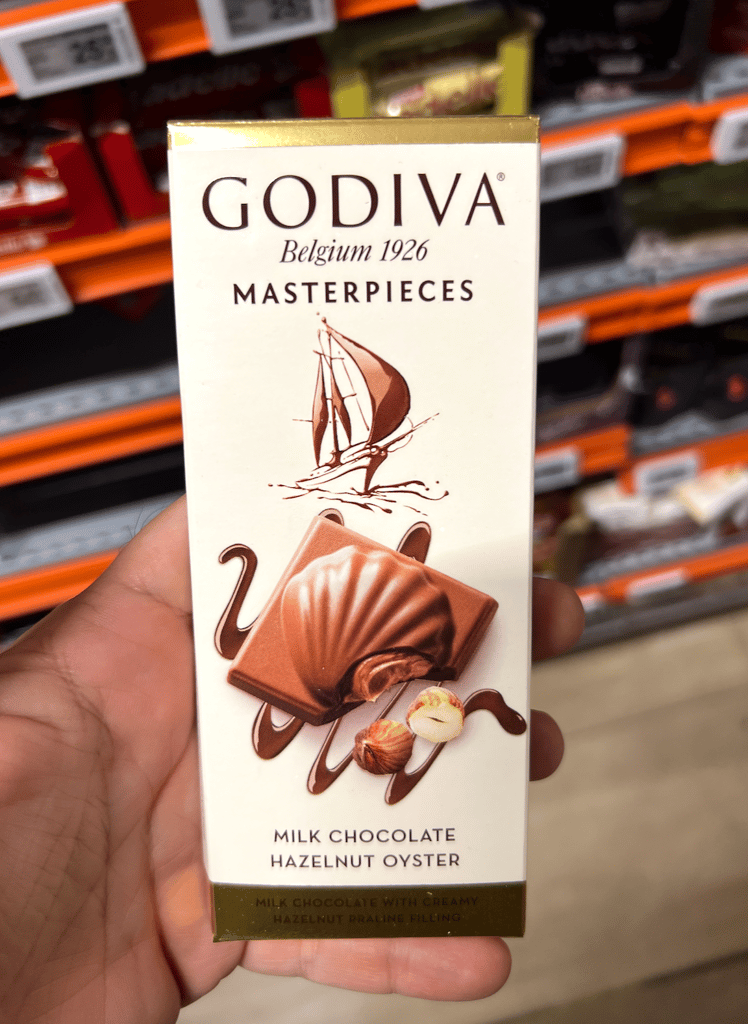 GODIVA®
Belgium 1926
MASTERPIECES
MILK CHOCOLATE
HAZELNUT OYSTER
MILK CHOCOLATE WITH CREAMY
HAZELNUT PRALINE FILLING